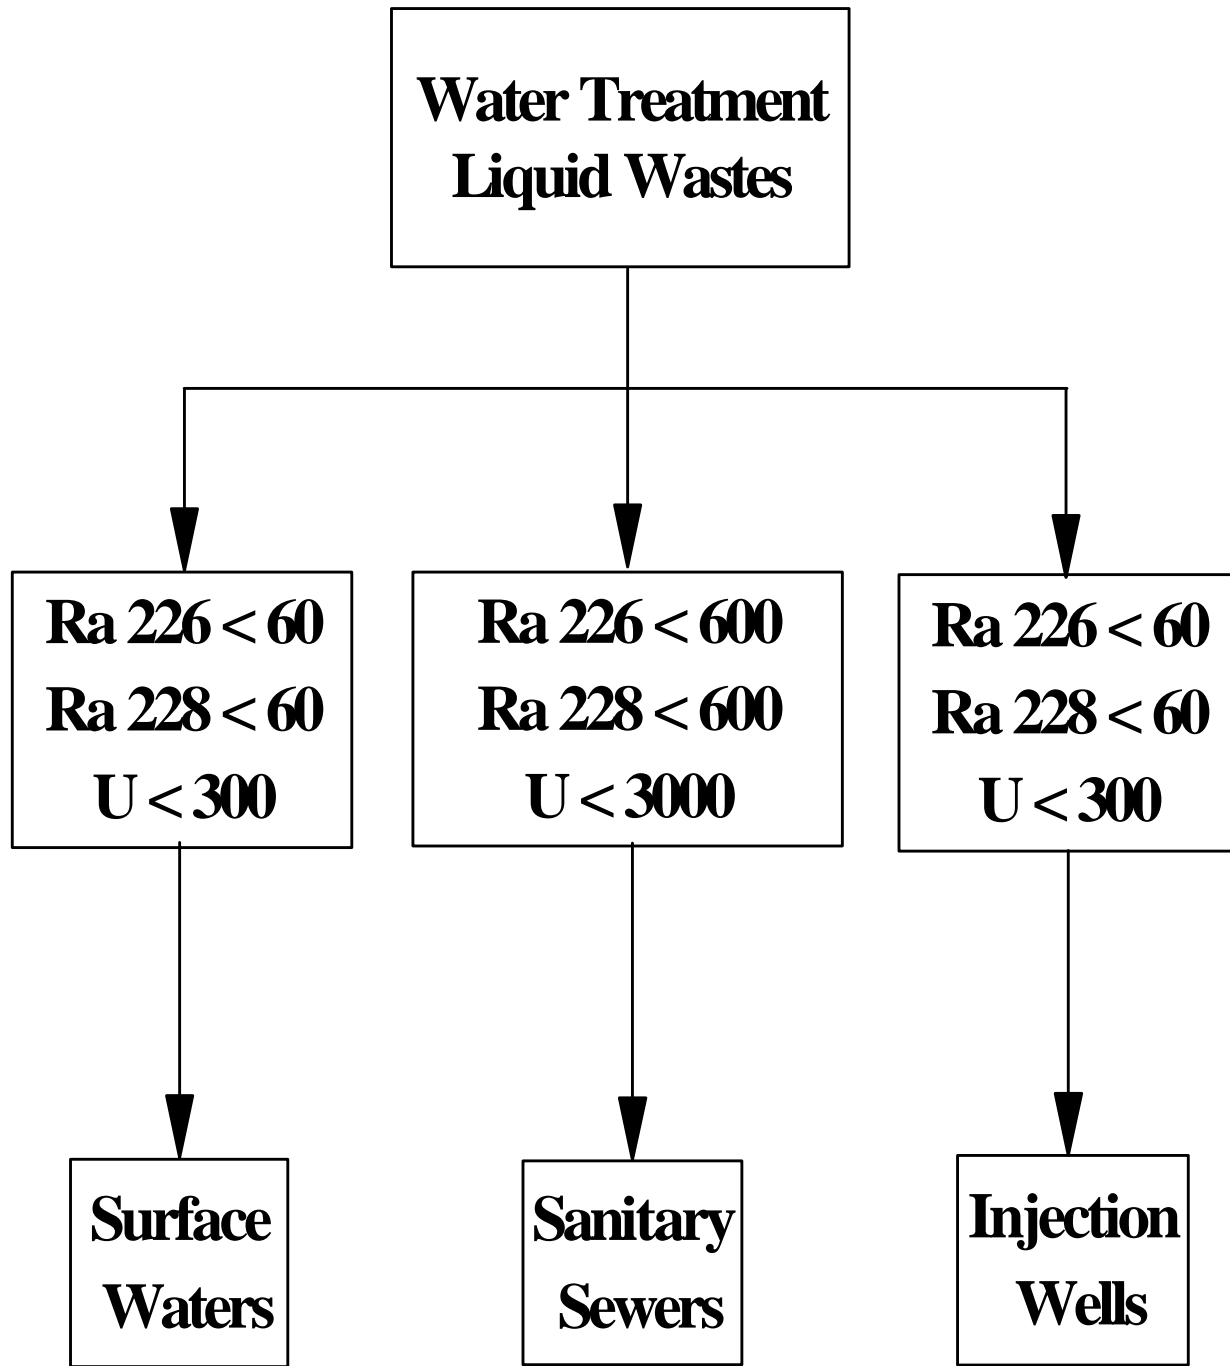 Water Treatment
Liquid Wastes
Ra 226 < 60
Ra 228 < 60
U < 300
Ra 226 < 600
Ra 228 < 600
U < 3000
Ra 226 < 60
Ra 228 < 60
U < 300
Surface
Waters
Sanitary
Sewers
Injection
Wells